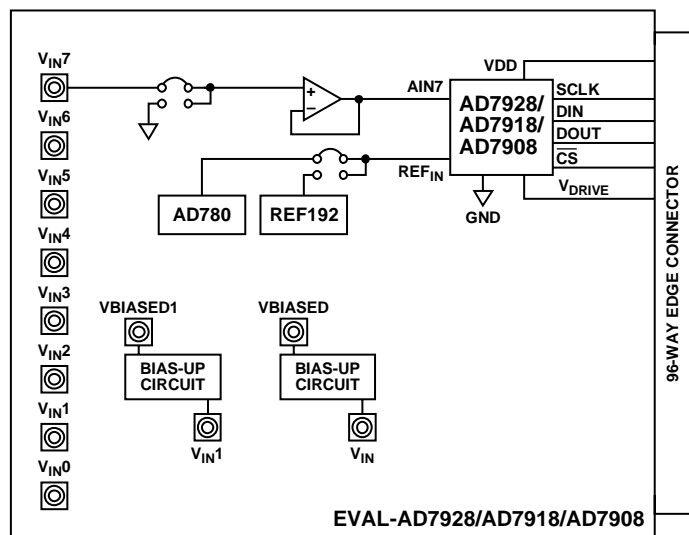 VIN7
VIN6
VIN5
VIN4
VIN3
VIN2
VIN1
VIN0
+
–
AIN7
REFIN
AD780
REF192
AD7928/
AD7918/
AD7908
GND
VDD
SCLK
DIN
DOUT
CS
VDRIVE
96-WAY EDGE CONNECTOR
VBIASED1
BIAS-UP
CIRCUIT
VIN1
VBIASED
BIAS-UP
CIRCUIT
VIN
EVAL-AD7928/AD7918/AD7908